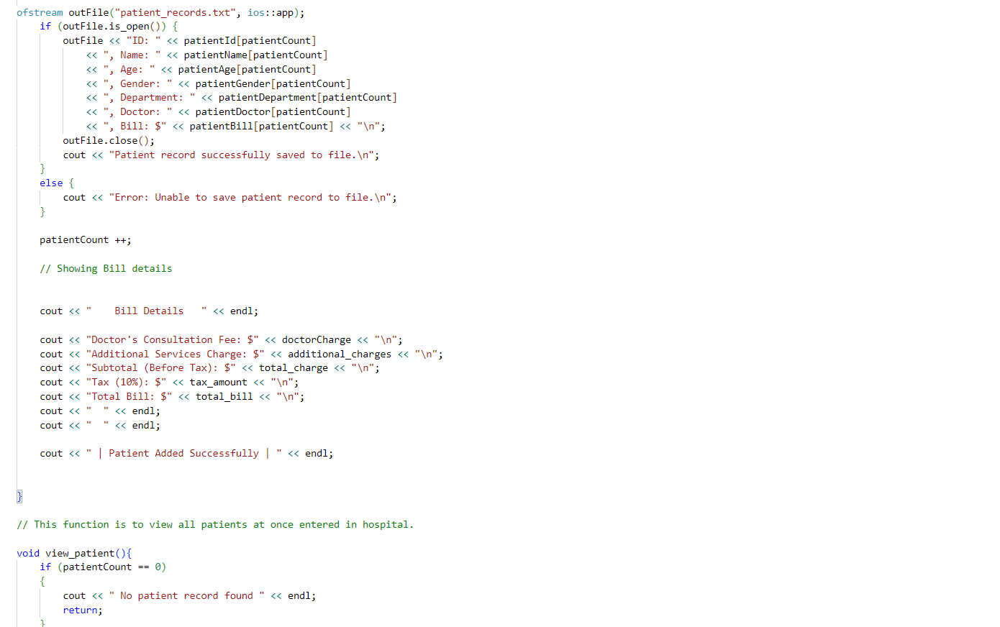 ofstream outFile("patient_records.txt", ios::app);
    if (outFile.is_open()) {
        outFile << "ID: " << patientId[patientCount]
            << ", Name: " << patientName[patientCount]
            << ", Age: " << patientAge[patientCount]
            << ", Gender: " << patientGender[patientCount]
            << ", Department: " << patientDepartment[patientCount]
            << ", Doctor: " << patientDoctor[patientCount]
            << ", Bill: $" << patientBill[patientCount] << "\n";
        outFile.close();
        cout << "Patient record successfully saved to file.\n";
    }
    else {
        cout << "Error: Unable to save patient record to file.\n";
    }

    patientCount ++;

    // Showing Bill details


    cout << "    Bill Details   " << endl;

    cout << "Doctor's Consultation Fee: $" << doctorCharge << "\n";
    cout << "Additional Services Charge: $" << additional_charges << "\n";
    cout << "Subtotal (Before Tax): $" << total_charge << "\n";
    cout << "Tax (10%): $" << tax_amount << "\n";
    cout << "Total Bill: $" << total_bill << "\n";
    cout << "  " << endl;
    cout << "  " << endl;

    cout << " | Patient Added Successfully | " << endl;


}

// This function is to view all patients at once entered in hospital.

void view_patient(){
    if (patientCount == 0)
    {
        cout << " No patient record found " << endl;
        return;
    }